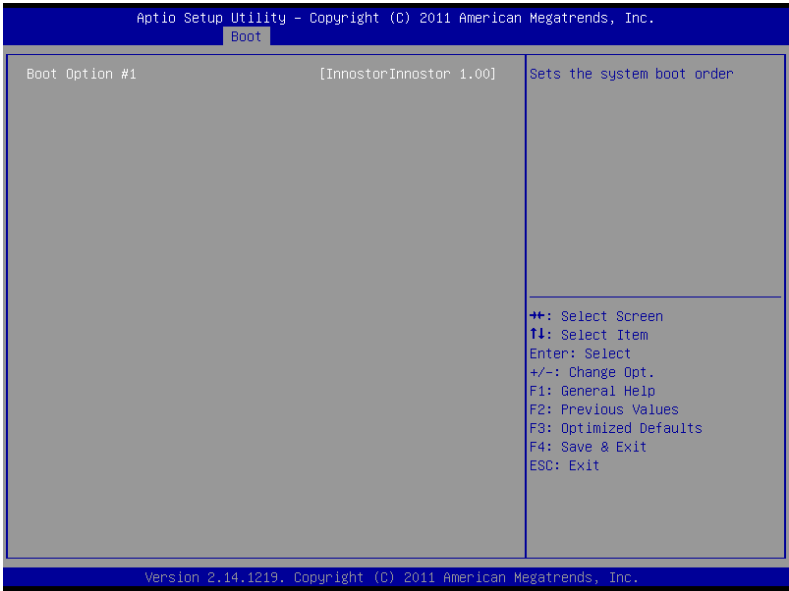 Aptio Setup Utility – Copyright (C) 2011 American Megatrends, Inc.
Boot
Boot Option #1 [InnostorInnostor 1.00]
Sets the system boot order
→←: Select Screen
↑↓: Select Item
Enter: Select
+/-: Change Opt.
F1: General Help
F2: Previous Values
F3: Optimized Defaults
F4: Save & Exit
ESC: Exit
Version 2.14.1219. Copyright (C) 2011 American Megatrends, Inc.